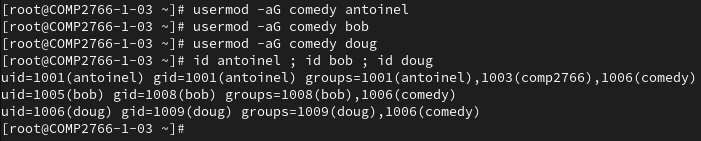 [root@COMP2766-1-03 ~]# usermod -aG comedy antoinel
[root@COMP2766-1-03 ~]# usermod -aG comedy bob
[root@COMP2766-1-03 ~]# usermod -aG comedy doug
[root@COMP2766-1-03 ~]# id antoinel ; id bob ; id doug
uid=1001(antoinel) gid=1001(antoinel) groups=1001(antoinel),1003(comp2766),1006(comedy)
uid=1005(bob) gid=1008(bob) groups=1008(bob),1006(comedy)
uid=1006(doug) gid=1009(doug) groups=1009(doug),1006(comedy)
[root@COMP2766-1-03 ~]#